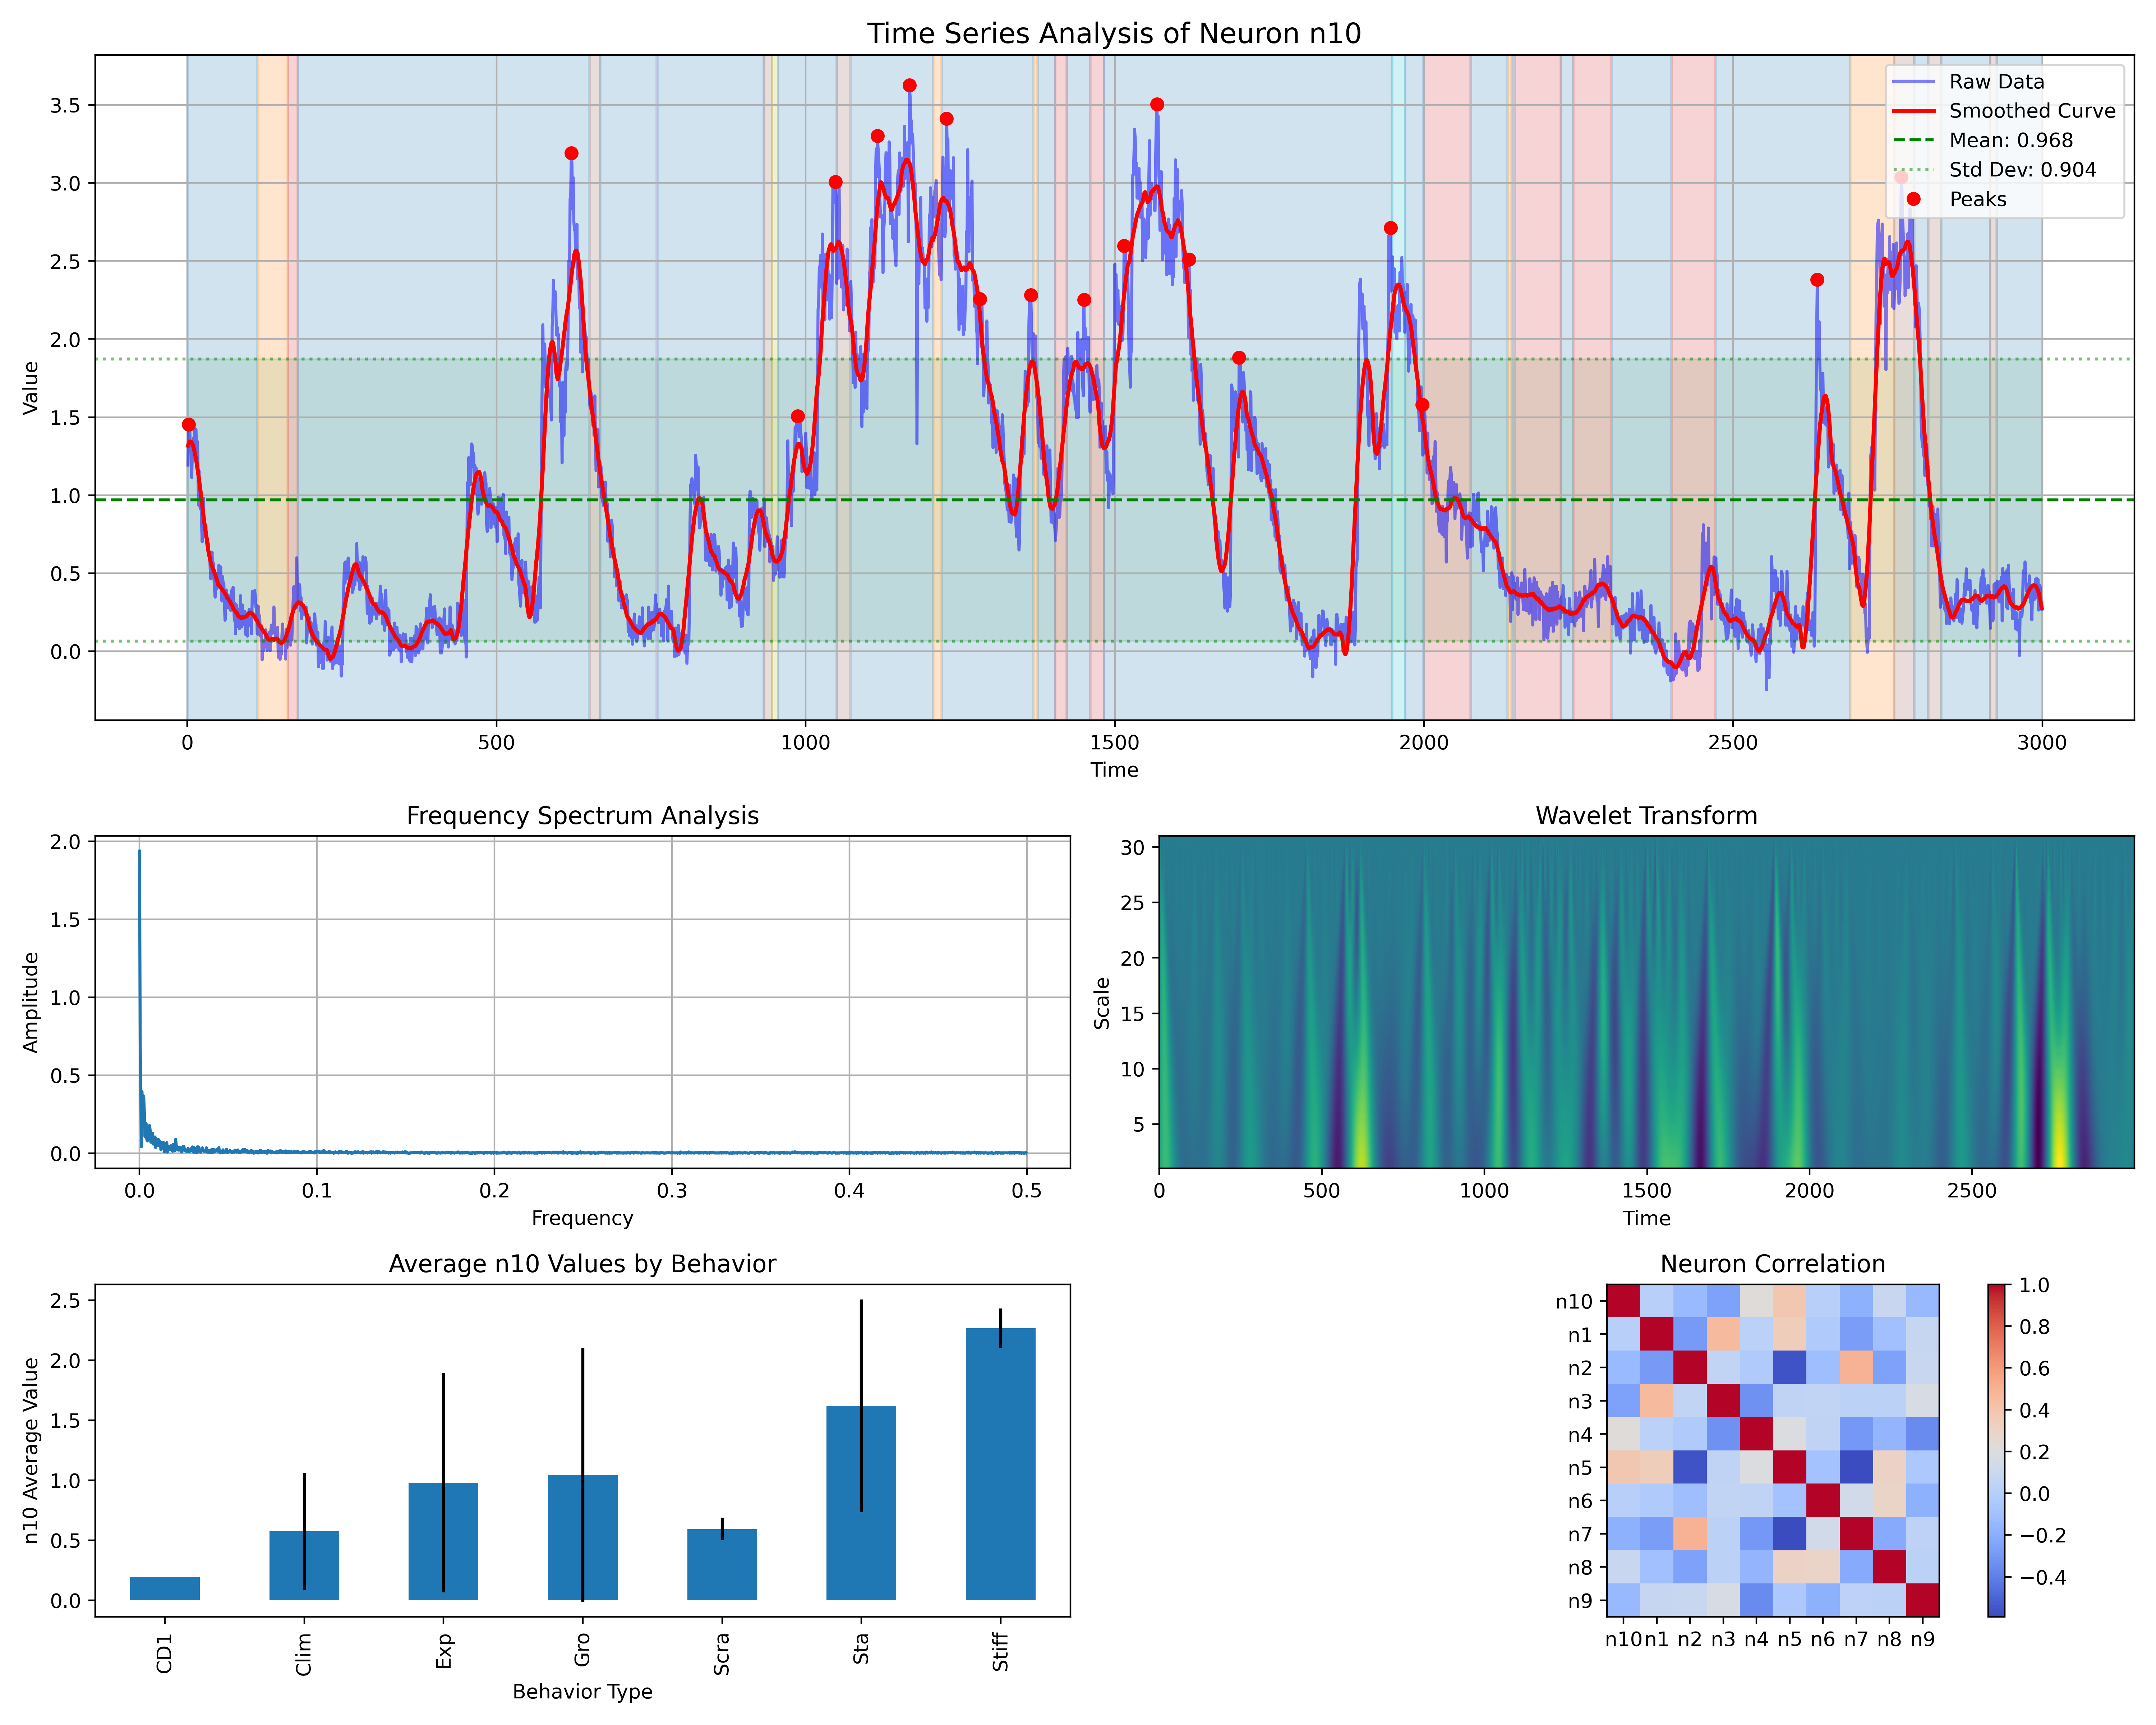 Time Series Analysis of Neuron n10
Value
3.5
3.0
2.5
2.0
1.5
1.0
0.5
0.0
Raw Data
Smoothed Curve
Mean: 0.968
Std Dev: 0.904
Peaks
0 500 1000 1500 2000 2500 3000
Time
Frequency Spectrum Analysis
Amplitude
2.0
1.5
1.0
0.5
0.0
0.0 0.1 0.2 0.3 0.4 0.5
Frequency
Wavelet Transform
Scale
30
25
20
15
10
5
0 500 1000 1500 2000 2500
Time
Average n10 Values by Behavior
n10 Average Value
2.5
2.0
1.5
1.0
0.5
0.0
CD1 Clim Exp Gro Scra Sta Stiff
Behavior Type
Neuron Correlation
n10
n1
n2
n3
n4
n5
n6
n7
n8
n9
n10 n1 n2 n3 n4 n5 n6 n7 n8 n9
1.0
0.8
0.6
0.4
0.2
0.0
−0.2
−0.4